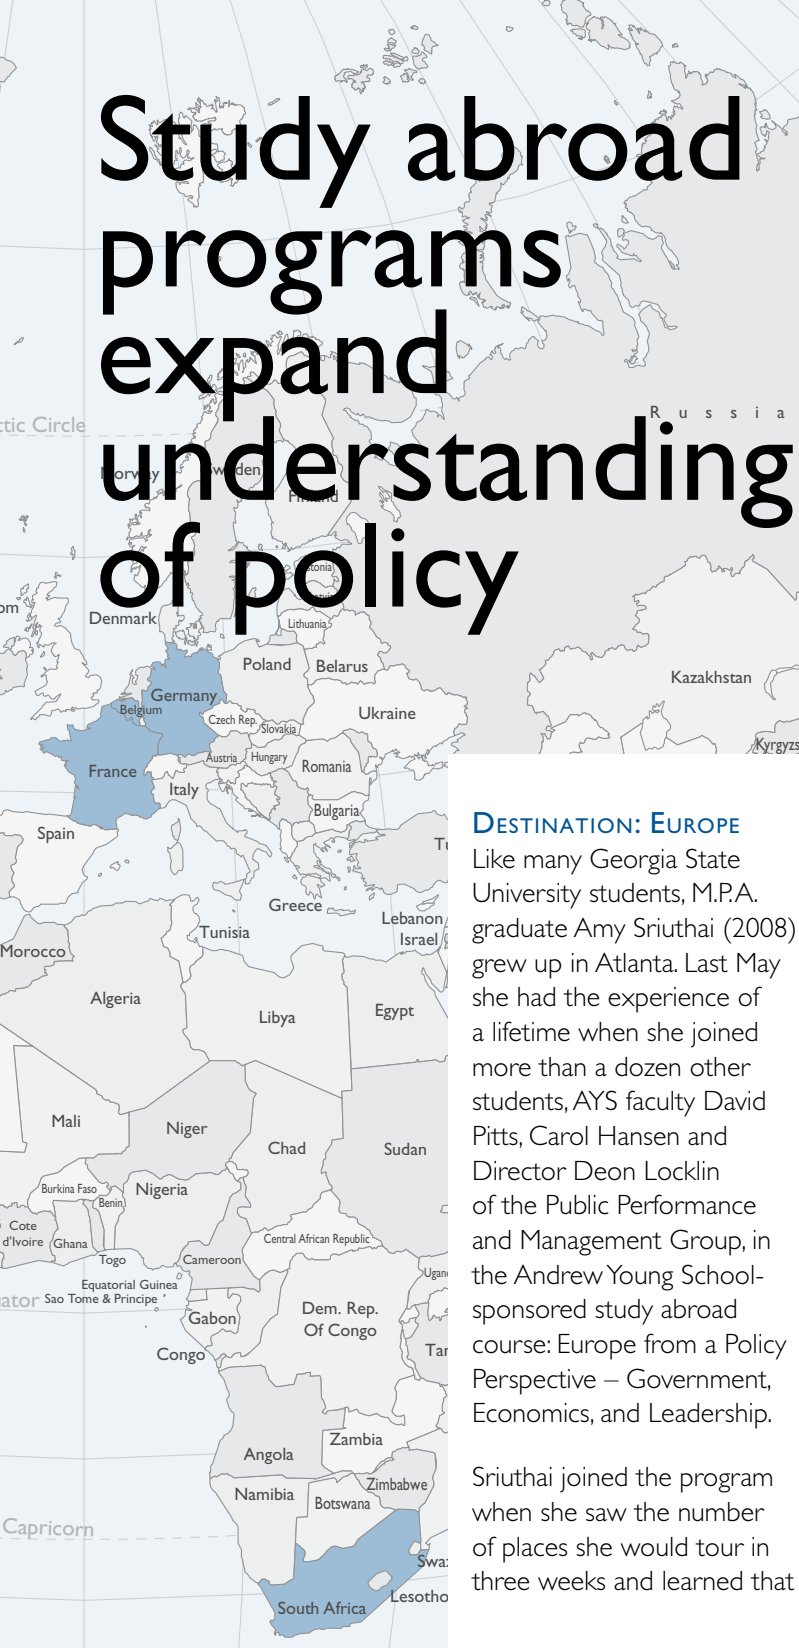 Study abroad
programs
expand
understanding
of policy
Russia
Circle
Norway
Sweden
Finland
Denmark
Lithuania
Poland
Belarus
Kazakhstan
Germany
Belgium
Czech Rep.
Slovakia
Ukraine
France
Austria
Hungary
Romania
Italy
Bulgaria
Spain
Greece
Lebanon
Israel
Tunisia
Morocco
Algeria
Libya
Egypt
Mali
Niger
Chad
Sudan
Burkina Faso
Benin
Nigeria
Cote
d'Ivoire
Ghana
Togo
Cameroon
Central African Republic
Equatorial Guinea
Sao Tome & Principe
Gabon
Congo
Dem. Rep.
Of Congo
Angola
Zambia
Namibia
Botswana
Zimbabwe
Capricorn
South Africa
Lesotho
Destination: Europe
Like many Georgia State
University students, M.P.A.
graduate Amy Sriuthai (2008)
grew up in Atlanta. Last May
she had the experience of
a lifetime when she joined
more than a dozen other
students, AYS faculty David
Pitts, Carol Hansen and
Director Deon Locklin
of the Public Performance
and Management Group, in
the Andrew Young School-
sponsored study abroad
course: Europe from a Policy
Perspective – Government,
Economics, and Leadership.
Sriuthai joined the program
when she saw the number
of places she would tour in
three weeks and learned that